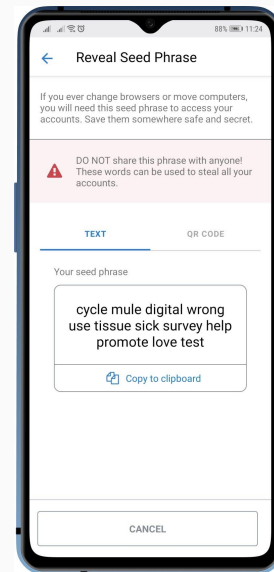 88% 11:24
Reveal Seed Phrase
If you ever change browsers or move computers,
you will need this seed phrase to access your
accounts. Save them somewhere safe and secret.
DO NOT share this phrase with anyone!
These words can be used to steal all your
accounts.
TEXT QR CODE
Your seed phrase
cycle mule digital wrong
use tissue sick survey help
promote love test
Copy to clipboard
CANCEL